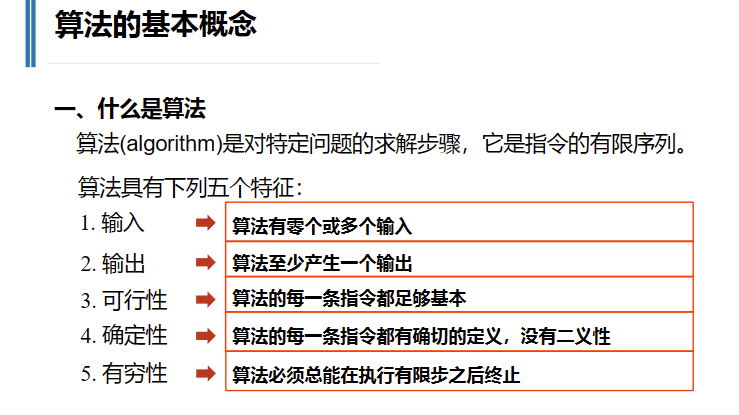 算法的基本概念
一、什么是算法
算法(algorithm)是对特定问题的求解步骤，它是指令的有限序列。
算法具有下列五个特征：
1. 输入 算法有零个或多个输入
2. 输出 算法至少产生一个输出
3. 可行性 算法的每一条指令都足够基本
4. 确定性 算法的每一条指令都有确切的定义，没有二义性
5. 有穷性 算法必须总能在执行有限步之后终止